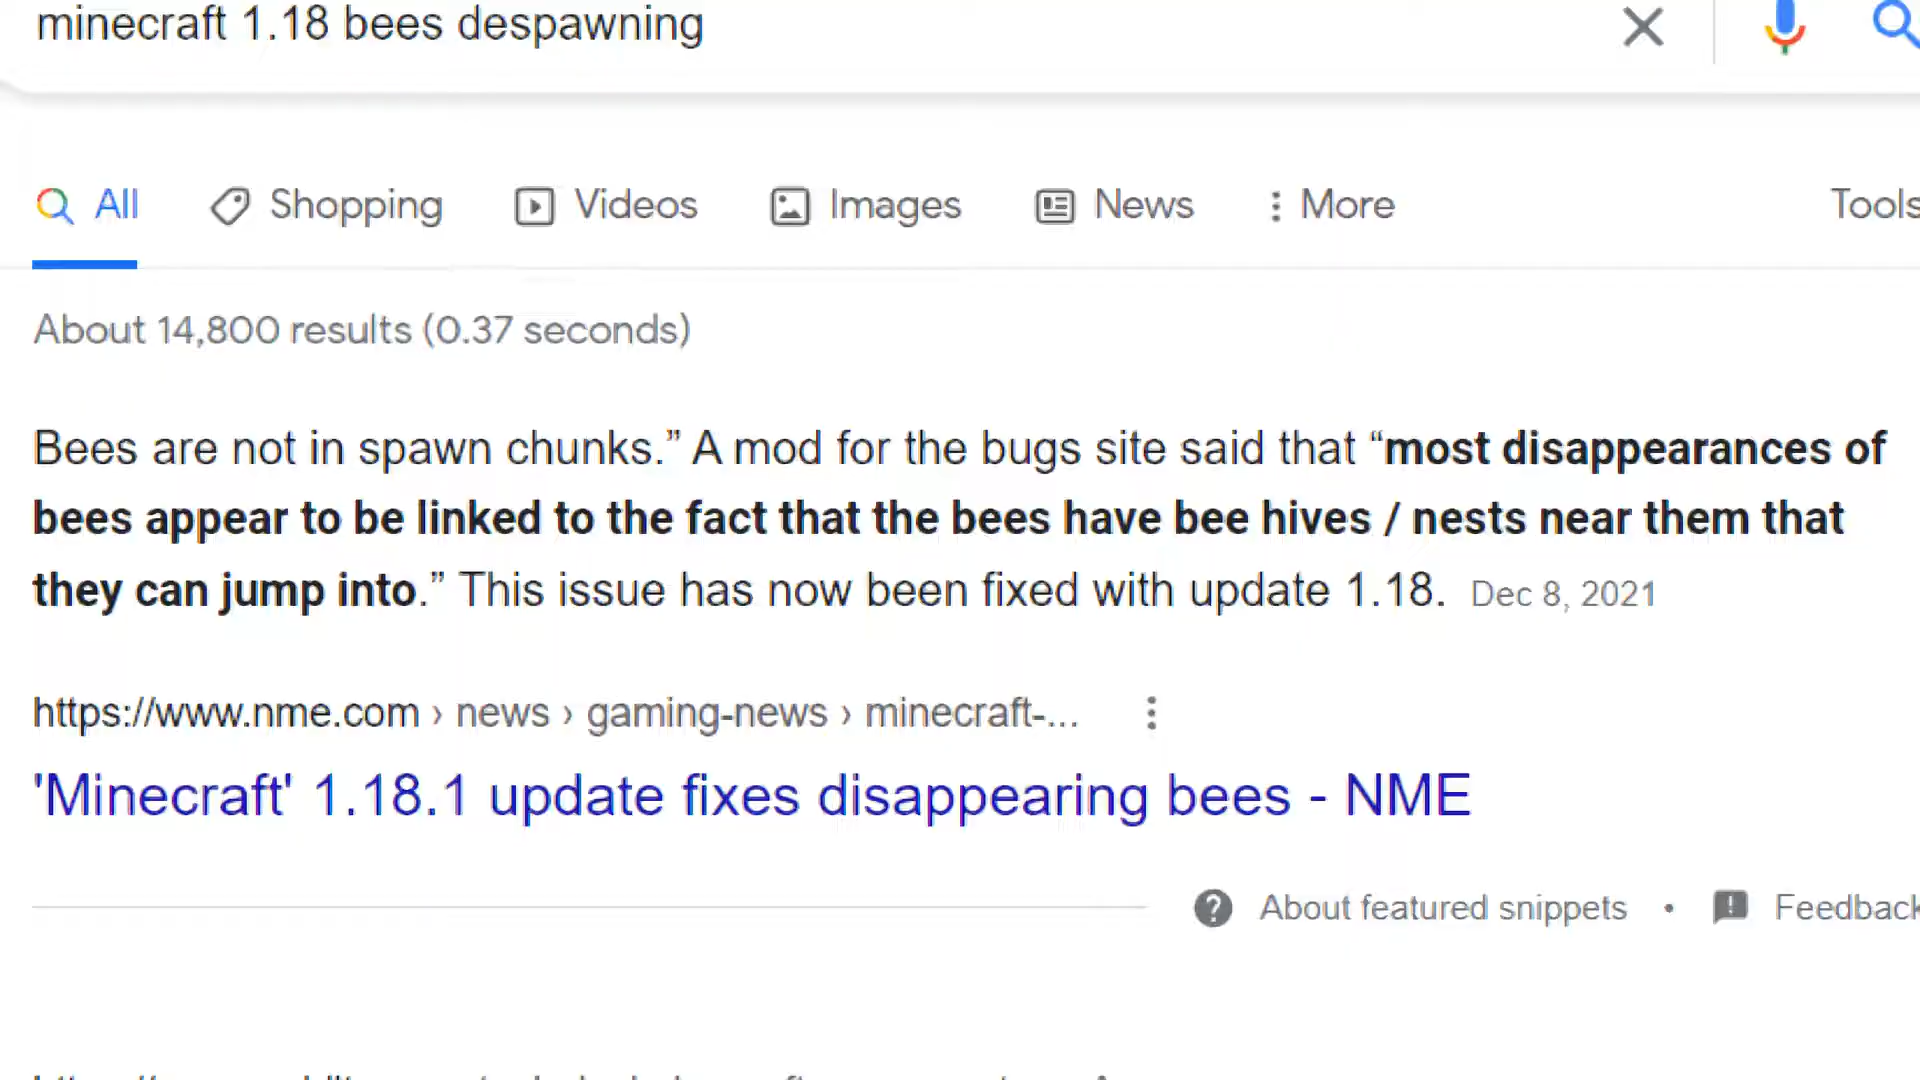 minecraft 1.18 bees despawning
All Shopping Videos Images News More Tools
About 14,800 results (0.37 seconds)
Bees are not in spawn chunks.” A mod for the bugs site said that “most disappearances of
bees appear to be linked to the fact that the bees have bee hives / nests near them that
they can jump into.” This issue has now been fixed with update 1.18. Dec 8, 2021
https://www.nme.com › news › gaming-news › minecraft-...
'Minecraft' 1.18.1 update fixes disappearing bees - NME
About featured snippets • Feedback